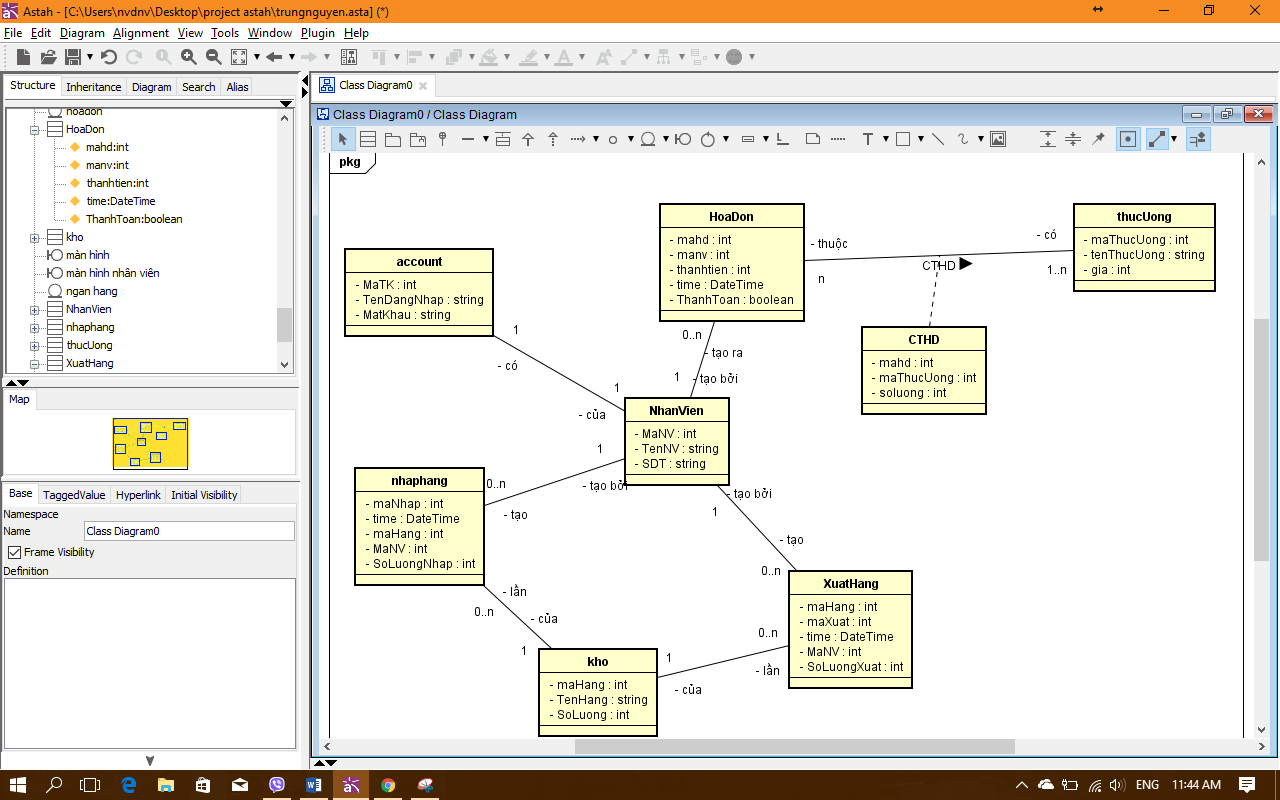 Astah - [C:\Users\nvdnv\Desktop\project astah\trungnguyen.asta] (*)
File Edit Diagram Alignment View Tools Window Plugin Help
Structure Inheritance Diagram Search Alias
hoadon
HoaDon
mahd:int
manv:int
thanhtien:int
time:DateTime
ThanhToan:boolean
kho
màn hình
màn hình nhân viên
ngan hang
NhanVien
nhaphang
thucUong
XuatHang
Map
Base TaggedValue Hyperlink Initial Visibility
Namespace
Name Class Diagram0
Frame Visibility
Definition
Class Diagram0
Class Diagram0 / Class Diagram
pkg
account
- MaTK : int
- TenDangNhap : string
- MatKhau : string
HoaDon
- mahd : int
- manv : int
- thanhtien : int
- time : DateTime
- ThanhToan : boolean
- thuộc
n
- có
1..n
CTHD
thucUong
- maThucUong : int
- tenThucUong : string
- gia : int
CTHD
- mahd : int
- maThucUong : int
- soluong : int
1
- có
1
- của
0..n
- tạo ra
1
- tạo bởi
NhanVien
- MaNV : int
- TenNV : string
- SDT : string
1
- tạo bởi
0..n
- tạo
nhaphang
- maNhap : int
- time : DateTime
- maHang : int
- MaNV : int
- SoLuongNhap : int
- tạo bởi
1
- tạo
0..n
XuatHang
- maHang : int
- maXuat : int
- time : DateTime
- MaNV : int
- SoLuongXuat : int
- lần
0..n
- của
1
kho
- maHang : int
- TenHang : string
- SoLuong : int
1
- của
0..n
- lần
ENG 11:44 AM